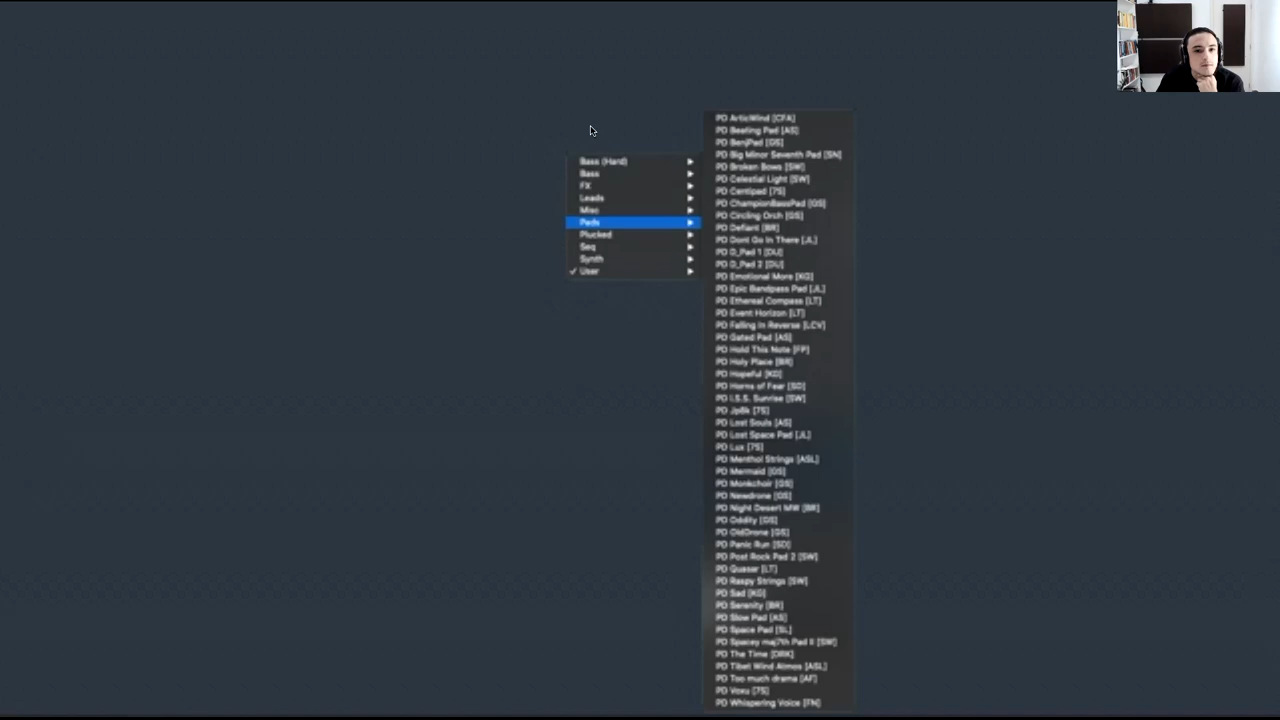 Bass (Hard)
Bass
FX
Leads
Misc
Pads
Plucked
Seq
Synth
✓ User
PD ArticWind [CFA]
PD Beating Pad [AS]
PD BenjPad [GS]
PD Big Minor Seventh Pad [SN]
PD Broken Bows [SW]
PD Celestial Light [SW]
PD Centipad [7S]
PD ChampionBassPad [GS]
PD Circling Orch [GS]
PD Defiant [BR]
PD Dont Go In There [JL]
PD D_Pad 1 [DU]
PD D_Pad 2 [DU]
PD Emotional More [KG]
PD Epic Bandpass Pad [JL]
PD Ethereal Compass [LT]
PD Event Horizon [LT]
PD Falling In Reverse [LCV]
PD Gated Pad [AS]
PD Hold This Note [FP]
PD Holy Place [BR]
PD Hopeful [KG]
PD Horns of Fear [SD]
PD I.S.S. Sunrise [SW]
PD Jp8k [7S]
PD Lost Souls [AS]
PD Lost Space Pad [JL]
PD Lux [7S]
PD Menthol Strings [ASL]
PD Mermaid [GS]
PD Monkchoir [GS]
PD Newdrone [GS]
PD Night Desert MW [BR]
PD Oddity [GS]
PD OldDrone [GS]
PD Panic Run [SD]
PD Post Rock Pad 2 [SW]
PD Quasar [LT]
PD Raspy Strings [SW]
PD Sad [KG]
PD Serenity [BR]
PD Slow Pad [AS]
PD Space Pad [SL]
PD Spacey maj7th Pad II [SW]
PD The Time [DRK]
PD Tibet Wind Atmos [ASL]
PD Too much drama [AF]
PD Voxu [7S]
PD Whispering Voice [FN]